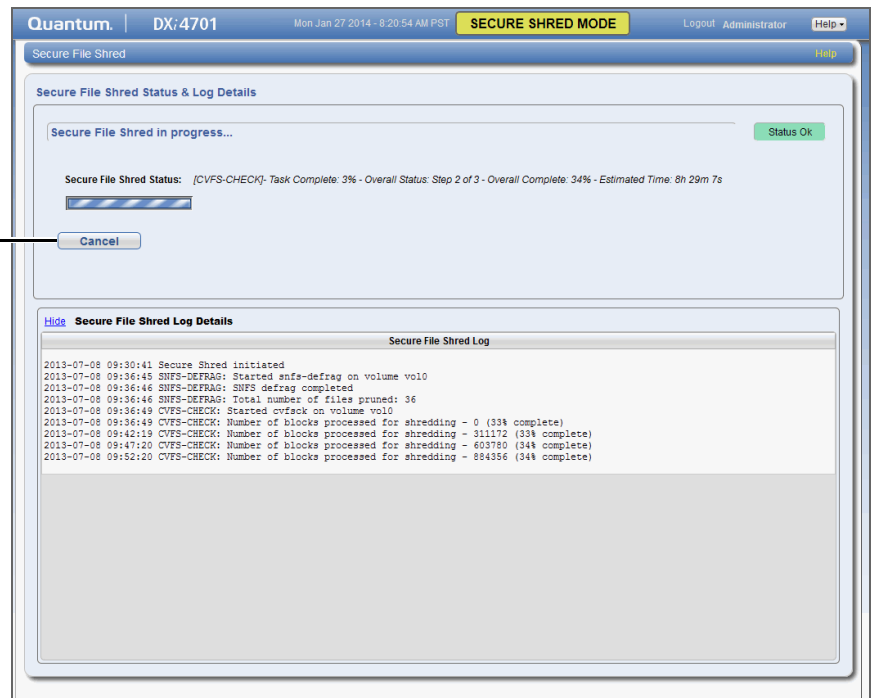 Quantum. DXi4701 Mon Jan 27 2014 - 8:20:54 AM PST SECURE SHRED MODE Logout Administrator Help
Secure File Shred Help
Secure File Shred Status & Log Details
Secure File Shred in progress... Status Ok
Secure File Shred Status: [CVFS-CHECK]- Task Complete: 3% - Overall Status: Step 2 of 3 - Overall Complete: 34% - Estimated Time: 8h 29m 7s
Cancel
Hide Secure File Shred Log Details
Secure File Shred Log
2013-07-08 09:30:41 Secure Shred initiated
2013-07-08 09:36:45 SNFS-DEFRAG: Started snfs-defrag on volume vol0
2013-07-08 09:36:46 SNFS-DEFRAG: SNFS defrag completed
2013-07-08 09:36:46 SNFS-DEFRAG: Total number of files pruned: 36
2013-07-08 09:36:49 CVFS-CHECK: Started cvfsck on volume vol0
2013-07-08 09:36:49 CVFS-CHECK: Number of blocks processed for shredding - 0 (33% complete)
2013-07-08 09:42:19 CVFS-CHECK: Number of blocks processed for shredding - 311172 (33% complete)
2013-07-08 09:47:20 CVFS-CHECK: Number of blocks processed for shredding - 603780 (34% complete)
2013-07-08 09:52:20 CVFS-CHECK: Number of blocks processed for shredding - 884356 (34% complete)